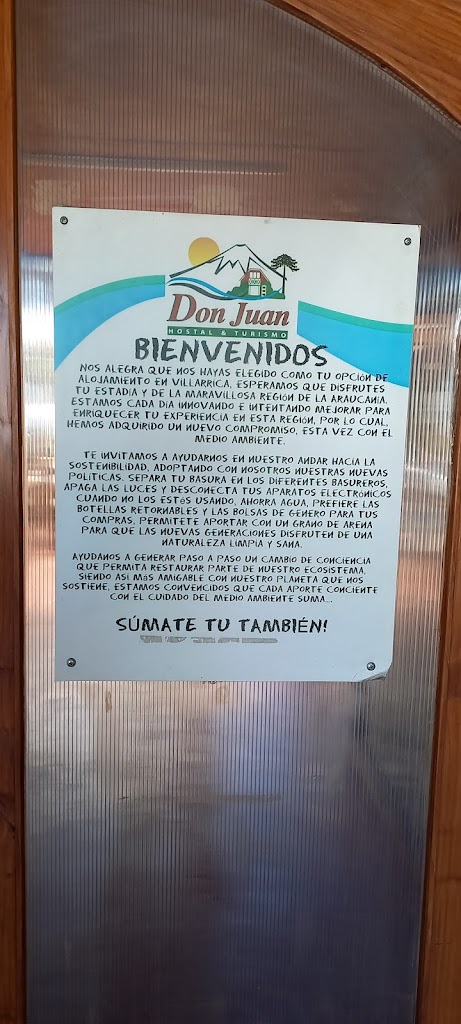 Don Juan
HOSTAL & TURISMO
BIENVENIDOS
NOS ALEGRA QUE NOS HAYAS ELEGIDO COMO TU OPCIÓN DE
ALOJAMIENTO EN VILLARRICA, ESPERAMOS QUE DISFRUTES
TU ESTADÍA Y DE LA MARAVILLOSA REGIÓN DE LA ARAUCANÍA.
ESTAMOS CADA DÍA INNOVANDO E INTENTANDO MEJORAR PARA
ENRIQUECER TU EXPERIENCIA EN ESTA REGIÓN, POR LO CUAL,
HEMOS ADQUIRIDO UN NUEVO COMPROMISO, ESTA VEZ CON EL
MEDIO AMBIENTE.
TE INVITAMOS A AYUDARNOS EN NUESTRO ANDAR HACIA LA
SOSTENIBILIDAD, ADOPTANDO CON NOSOTROS NUESTRAS NUEVAS
POLÍTICAS. SEPARA TU BASURA EN LOS DIFERENTES BASUREROS,
APAGA LAS LUCES Y DESCONECTA TUS APARATOS ELECTRÓNICOS
CUANDO NO LOS ESTÉS USANDO, AHORRA AGUA, PREFIERE LAS
BOTELLAS RETORNABLES Y LAS BOLSAS DE GENERO PARA TUS
COMPRAS, PERMITETE APORTAR CON UN GRANO DE ARENA
PARA QUE LAS NUEVAS GENERACIONES DISFRUTEN DE UNA
NATURALEZA LIMPIA Y SANA.
AYUDANOS A GENERAR PASO A PASO UN CAMBIO DE CONCIENCIA
QUE PERMITA RESTAURAR PARTE DE NUESTRO ECOSISTEMA,
SIENDO ASÍ MÁS AMIGABLE CON NUESTRO PLANETA QUE NOS
SOSTIENE, ESTAMOS CONVENCIDOS QUE CADA APORTE CONCIENTE
CON EL CUIDADO DEL MEDIO AMBIENTE SUMA...
SÚMATE TU TAMBIÉN!